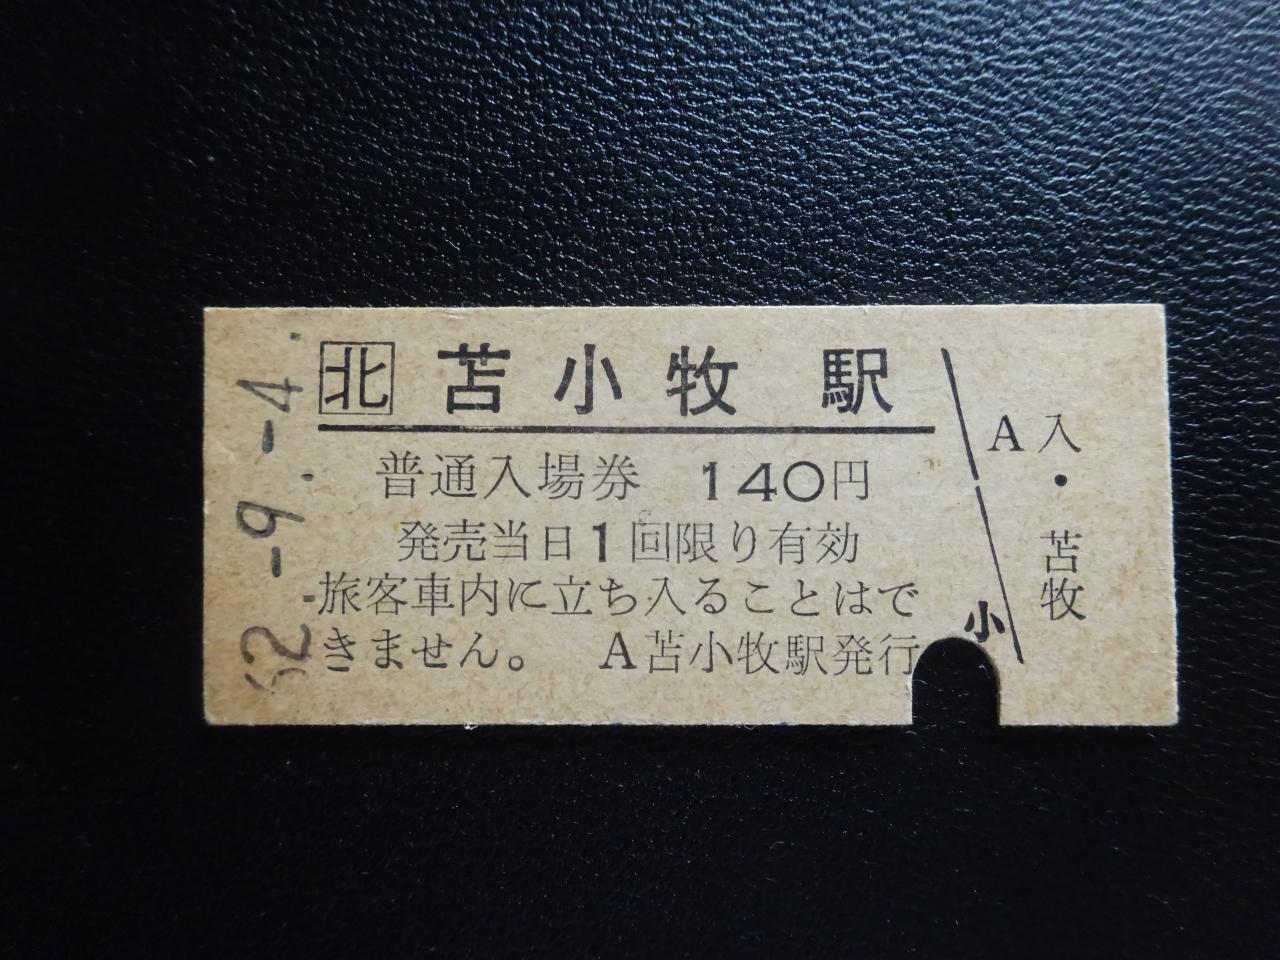 62.-9.-4.
北 苫小牧駅
普通入場券 140円
発売当日1回限り有効
旅客車内に立ち入ることはで
きません。 A苫小牧駅発行
小
A
入・苫牧